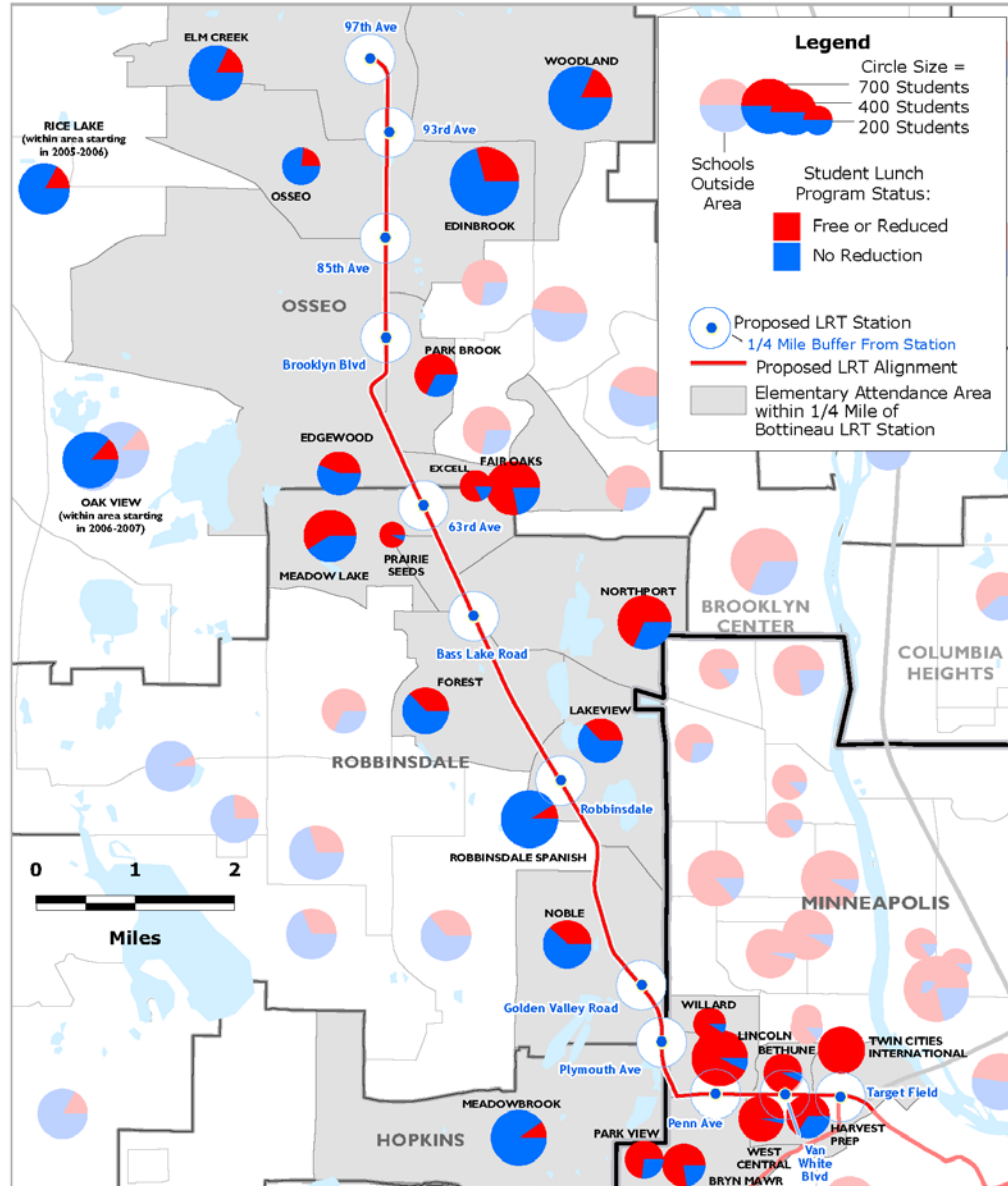 97th Ave
ELM CREEK
WOODLAND
Legend
Circle Size =
700 Students
400 Students
200 Students
Schools
Outside
Area
Student Lunch
Program Status:
Free or Reduced
No Reduction
Proposed LRT Station
1/4 Mile Buffer From Station
Proposed LRT Alignment
Elementary Attendance Area
within 1/4 Mile of
Bottineau LRT Station
RICE LAKE
(within area starting
in 2005-2006)
93rd Ave
OSSEO
EDINBROOK
85th Ave
OSSEO
Brooklyn Blvd
PARK BROOK
EDGEWOOD
EXCELL
FAIR OAKS
OAK VIEW
(within area starting
in 2006-2007)
63rd Ave
MEADOW LAKE
PRAIRIE
SEEDS
NORTHPORT
BROOKLYN
CENTER
Bass Lake Road
COLUMBIA
HEIGHTS
FOREST
LAKEVIEW
ROBBINSDALE
Robbinsdale
ROBBINSDALE SPANISH
0 1 2
Miles
MINNEAPOLIS
NOBLE
Golden Valley Road
WILLARD
LINCOLN
BETHUNE
TWIN CITIES
INTERNATIONAL
Plymouth Ave
Target Field
MEADOWBROOK
Penn Ave
HOPKINS
PARK VIEW
HARVEST
PREP
WEST
CENTRAL
Van
White
Blvd
BRYN MAWR